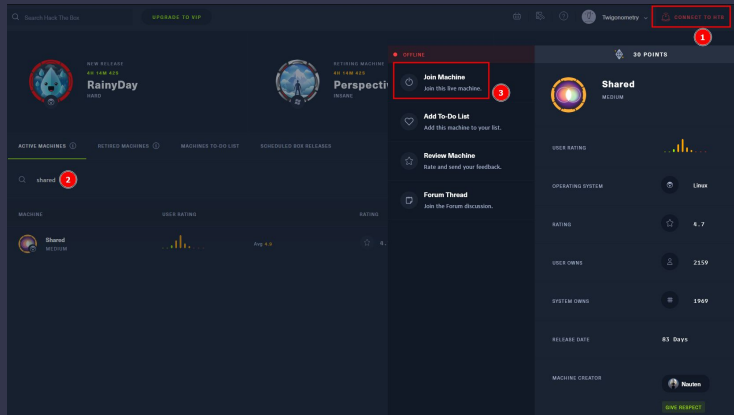 Search Hack The Box
UPGRADE TO VIP
Twigonometry
CONNECT TO HTB
1
NEW RELEASE
4H 14M 42S
RainyDay
HARD
RETIRING MACHINE
4H 14M 42S
Perspecti
INSANE
ACTIVE MACHINES
RETIRED MACHINES
MACHINES TO-DO LIST
SCHEDULED BOX RELEASES
shared
2
MACHINE
USER RATING
RATING
Shared
MEDIUM
Avg 4.9
4.
OFFLINE
Join Machine
Join this live machine.
3
Add To-Do List
Add this machine to your list.
Review Machine
Rate and send your feedback.
Forum Thread
Join the Forum discussion.
30 POINTS
Shared
MEDIUM
USER RATING
OPERATING SYSTEM
Linux
RATING
4.7
USER OWNS
2159
SYSTEM OWNS
1969
RELEASE DATE
83 Days
MACHINE CREATOR
Nauten
GIVE RESPECT